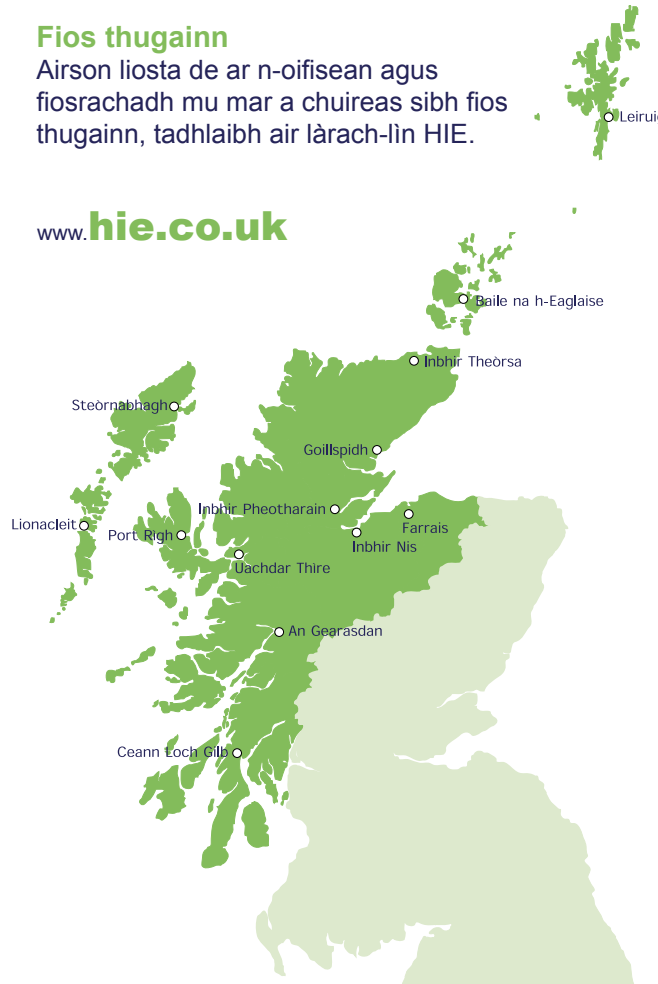 Fios thugainn
Airson liosta de ar n-oifisean agus
fiosrachadh mu mar a chuireas sibh fios
thugainn, tadhlaibh air làrach-lìn HIE.
www.hie.co.uk
Baile na h-Eaglaise
Inbhir Theòrsa
Steòrnabhagh
Goillspidh
Inbhir Pheotharain
Farrais
Lionacleit
Port Righ
Inbhir Nis
Uachdar Thìre
An Gearasdan
Ceann Loch Gilb